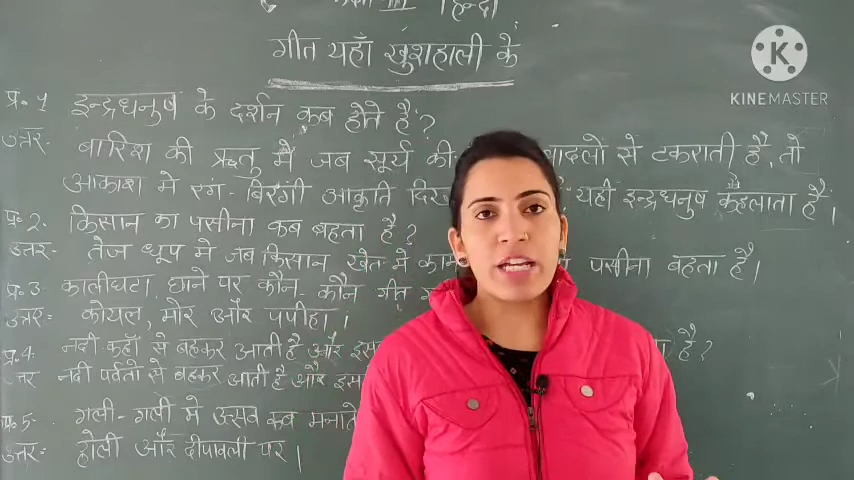 हिन्दी
गीत यहाँ खुशहाली के
K
KINEMASTER
प्र. 1 इन्द्रधनुष के दर्शन कब होते हैं?
उत्तर- बारिश की ऋतु में जब सूर्य की बादलों से टकराती है, तो
आकाश में रंग-बिरंगी आकृति यही इन्द्रधनुष कहलाता है।
प्र. 2 किसान का पसीना कब बहता है?
उत्तर- तेज धूप मे जब किसान खेत मे पसीना बहता है।
प्र. 3 कालीघटा छाने पर कौन-कौन गीत
उत्तर- कोयल, मोर और पपीहा।
प्र. 4 नदी कहाँ से बहकर आती है और है?
नदी पर्वतो से बहकर आती है और
प्र. 5- गली-गली मे उत्सव कब मनाते
उत्तर- होली और दीपावली पर।